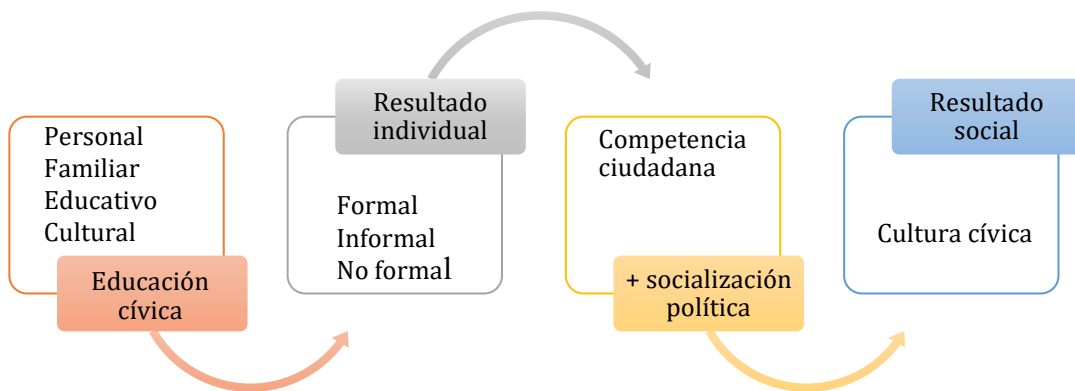 Personal
Familiar
Educativo
Cultural
Educación
cívica
Resultado
individual
Formal
Informal
No formal
Competencia
ciudadana
+ socialización
política
Resultado
social
Cultura cívica